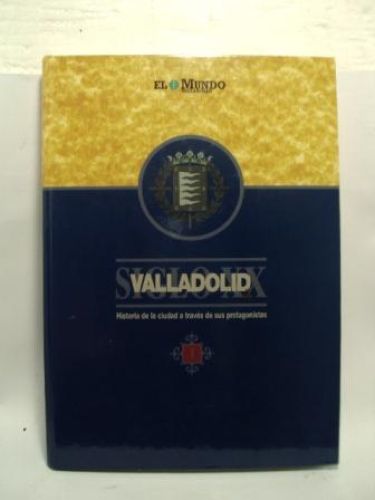 EL MUNDO
SIGLO XX
VALLADOLID
Historia de la ciudad a través de sus protagonistas
I